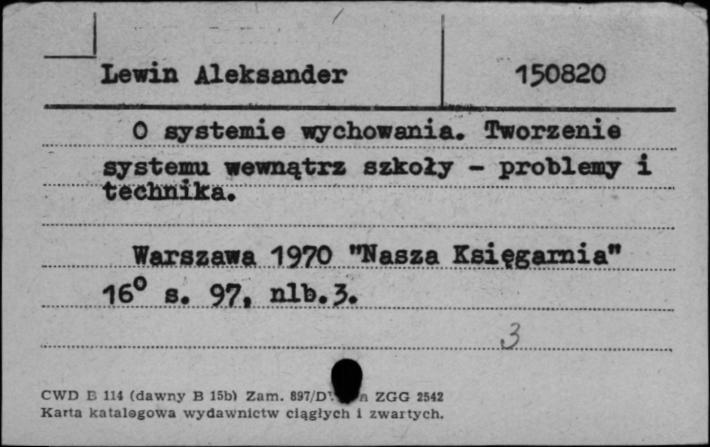 Lewin Aleksander 150820
O systemie wychowania. Tworzenie
systemu wewnątrz szkoły - problemy i
technika.
Warszawa 1970 "Nasza Księgarnia"
16° s. 97, nlb.3.
3
CWD B 114 (dawny B 15b) Zam. 897/D ZGG 2542
Karta katalogowa wydawnictw ciągłych i zwartych.